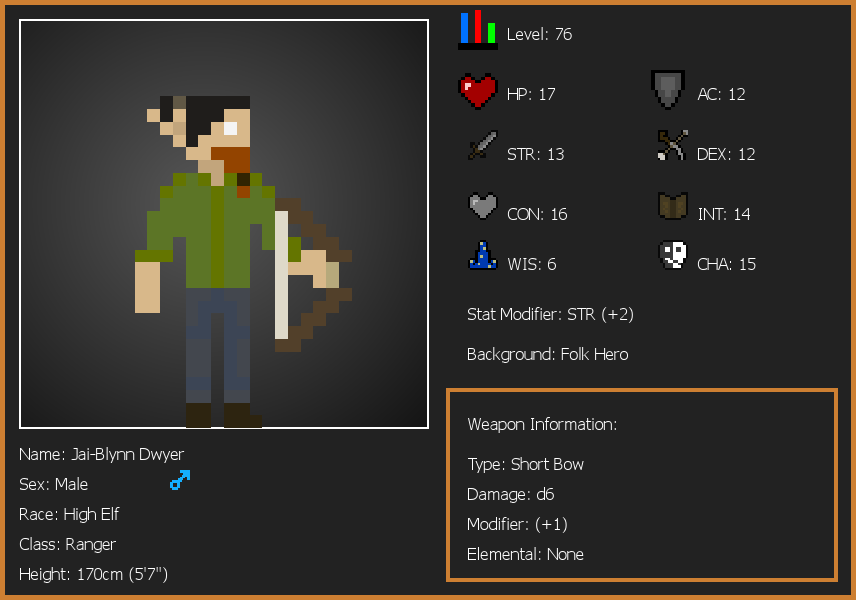 Level: 76
HP: 17
AC: 12
STR: 13
DEX: 12
CON: 16
INT: 14
WIS: 6
CHA: 15
Stat Modifier: STR (+2)
Background: Folk Hero
Weapon Information:
Type: Short Bow
Damage: d6
Modifier: (+1)
Elemental: None
Name: Jai-Blynn Dwyer
Sex: Male
Race: High Elf
Class: Ranger
Height: 170cm (5'7")